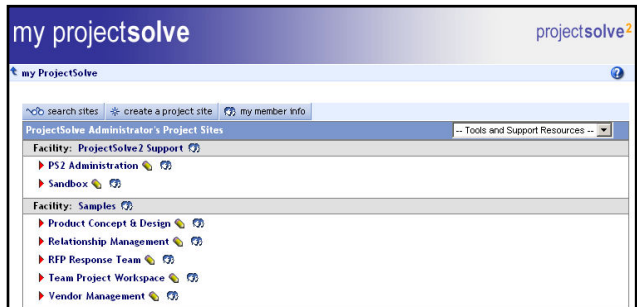 my projectsolve
projectsolve2
my ProjectSolve
search sites create a project site my member info
ProjectSolve Administrator's Project Sites -- Tools and Support Resources --
Facility: ProjectSolve2 Support
PS2 Administration
Sandbox
Facility: Samples
Product Concept & Design
Relationship Management
RFP Response Team
Team Project Workspace
Vendor Management